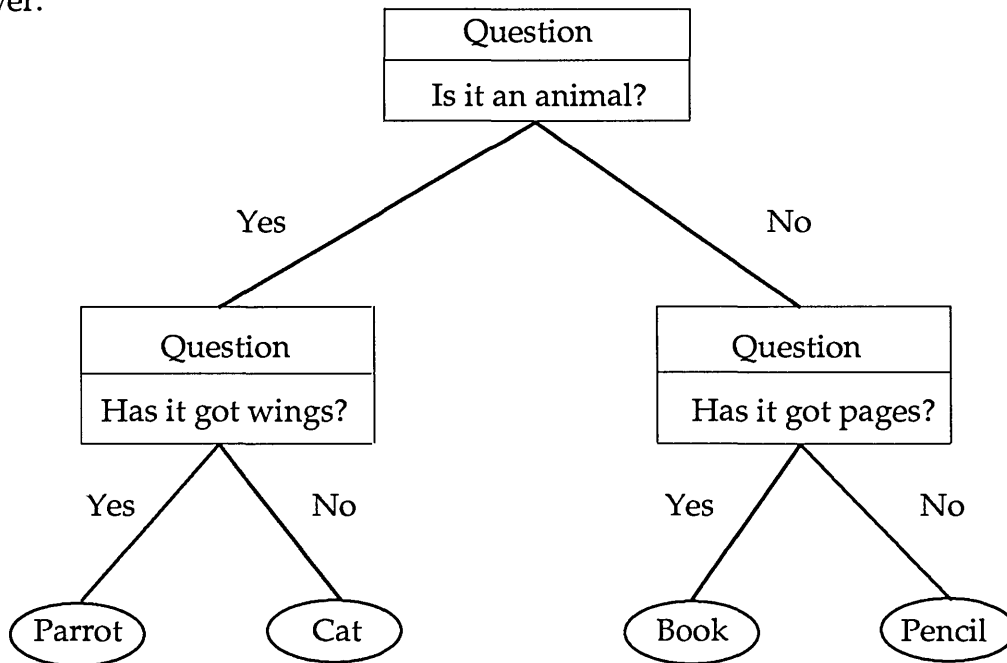 Question
Is it an animal?
Yes
No
Question
Question
Has it got wings?
Has it got pages?
Yes
No
Yes
No
Parrot
Cat
Book
Pencil